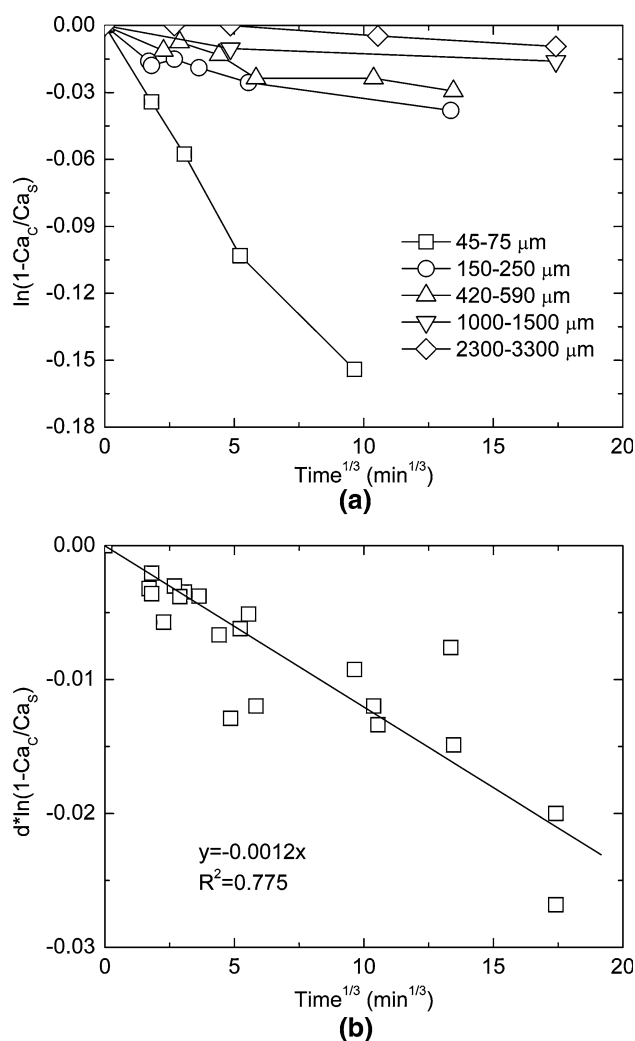 0.00
-0.03
-0.06
-0.09
-0.12
-0.15
-0.18
ln(1-Ca_C/Ca_S)
45-75 μm
150-250 μm
420-590 μm
1000-1500 μm
2300-3300 μm
0 5 10 15 20
Time^1/3 (min^1/3)
(a)
0.00
-0.01
-0.02
-0.03
d*ln(1-Ca_C/Ca_S)
y=-0.0012x
R^2=0.775
0 5 10 15 20
Time^1/3 (min^1/3)
(b)